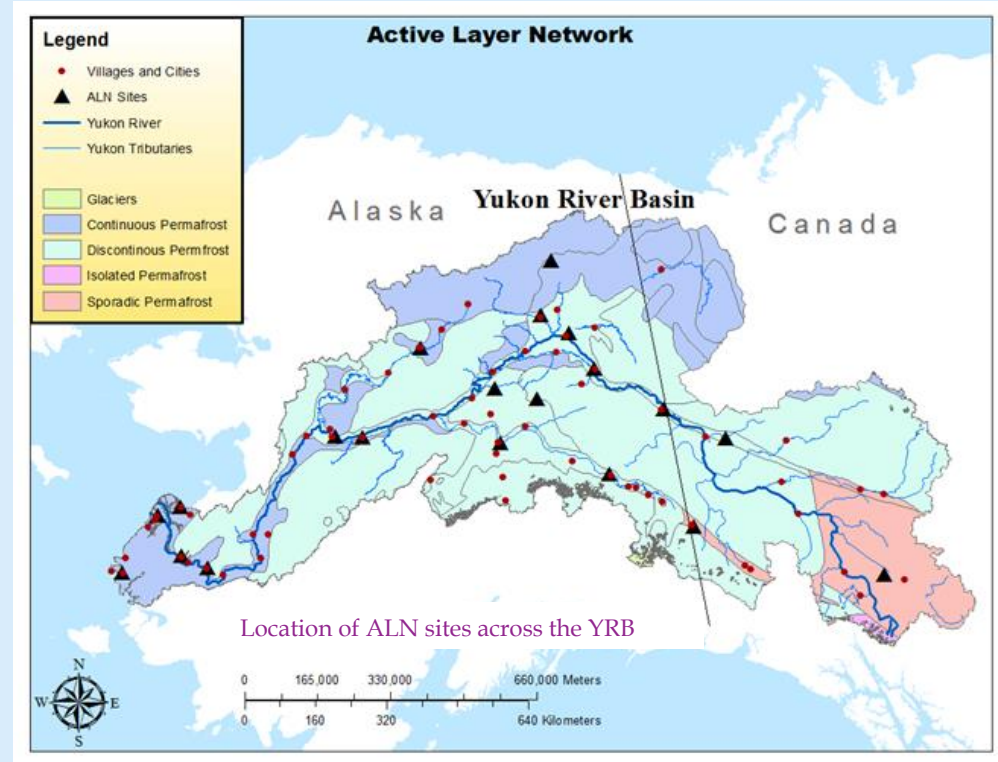 Active Layer Network
Legend
Villages and Cities
ALN Sites
Yukon River
Yukon Tributaries
Glaciers
Continuous Permafrost
Discontinous Permfrost
Isolated Permafrost
Sporadic Permafrost
Alaska
Yukon River Basin
Canada
Location of ALN sites across the YRB
N
W
E
S
0 165,000 330,000 660,000 Meters
0 160 320 640 Kilometers